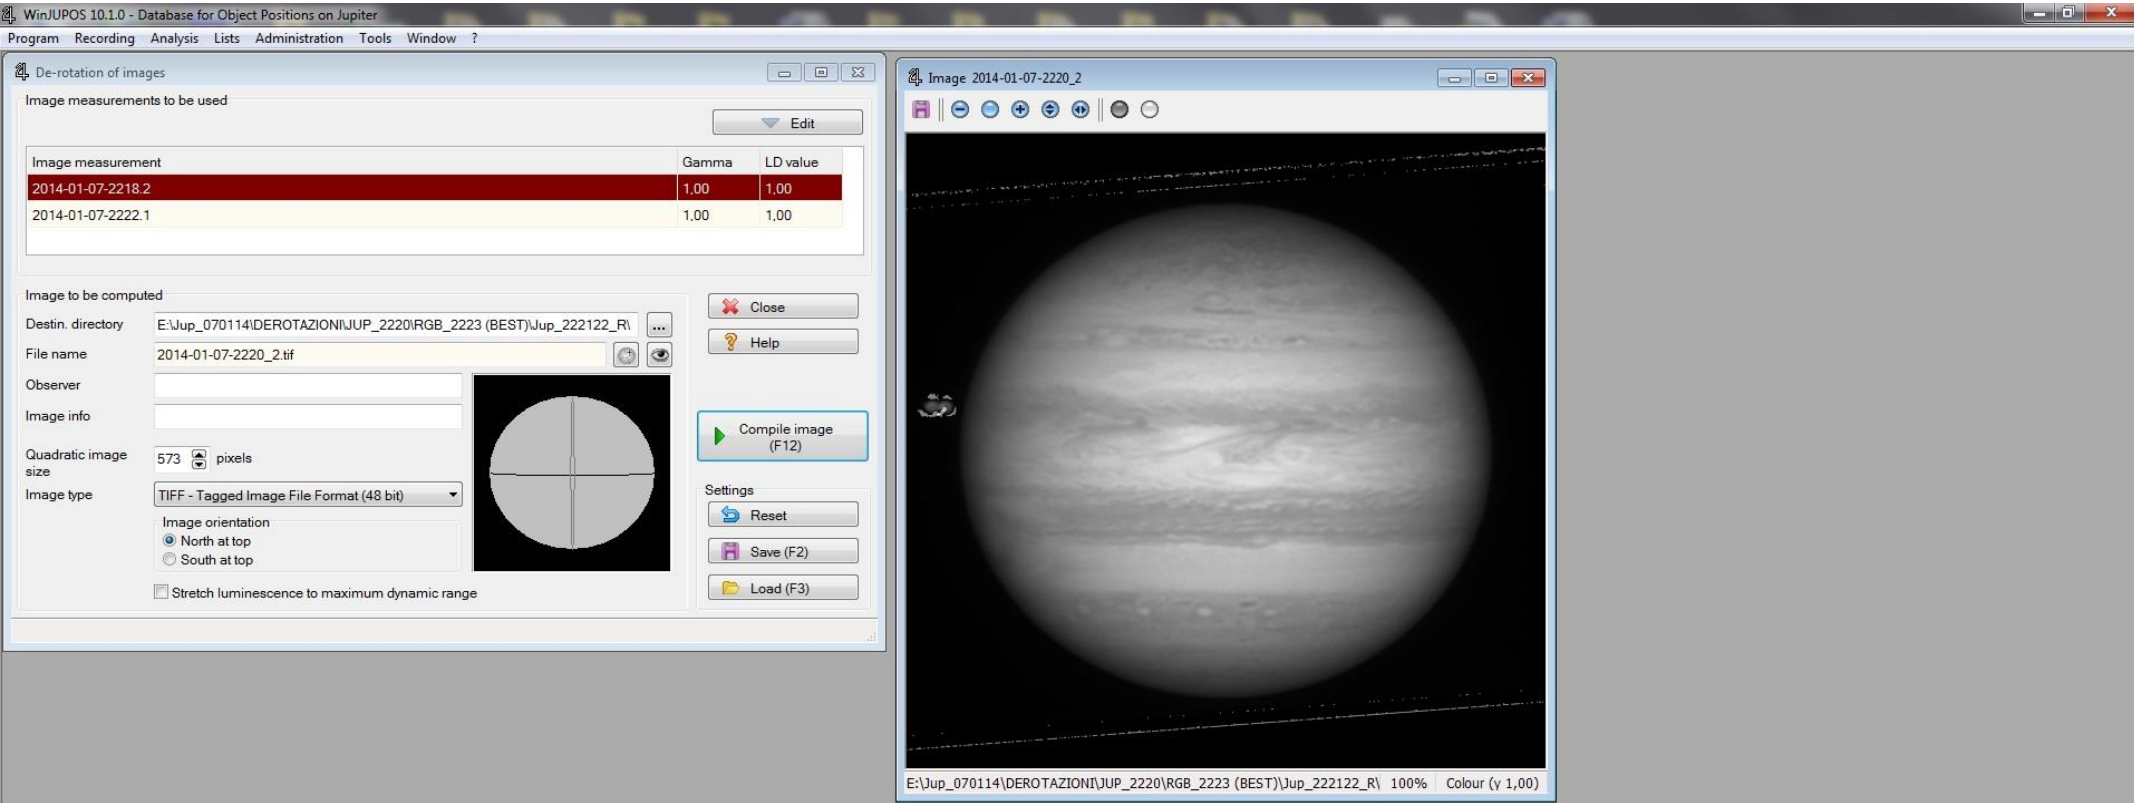 WinJUPOS 10.1.0 - Database for Object Positions on Jupiter
Program Recording Analysis Lists Administration Tools Window ?
De-rotation of images
Image measurements to be used
Edit
Image measurement Gamma LD value
2014-01-07-2218.2 1,00 1,00
2014-01-07-2222.1 1,00 1,00
Image to be computed
Destin. directory E:\Jup_070114\DEROTAZIONI\JUP_2220\RGB_2223 (BEST)\Jup_222122_R\ ...
File name 2014-01-07-2220_2.tif
Observer
Image info
Quadratic image
size
573 pixels
Image type TIFF - Tagged Image File Format (48 bit)
Image orientation
North at top
South at top
Stretch luminescence to maximum dynamic range
Close
Help
Compile image
(F12)
Settings
Reset
Save (F2)
Load (F3)
Image 2014-01-07-2220_2
E:\Jup_070114\DEROTAZIONI\JUP_2220\RGB_2223 (BEST)\Jup_222122_R\ 100% Colour (γ 1,00)